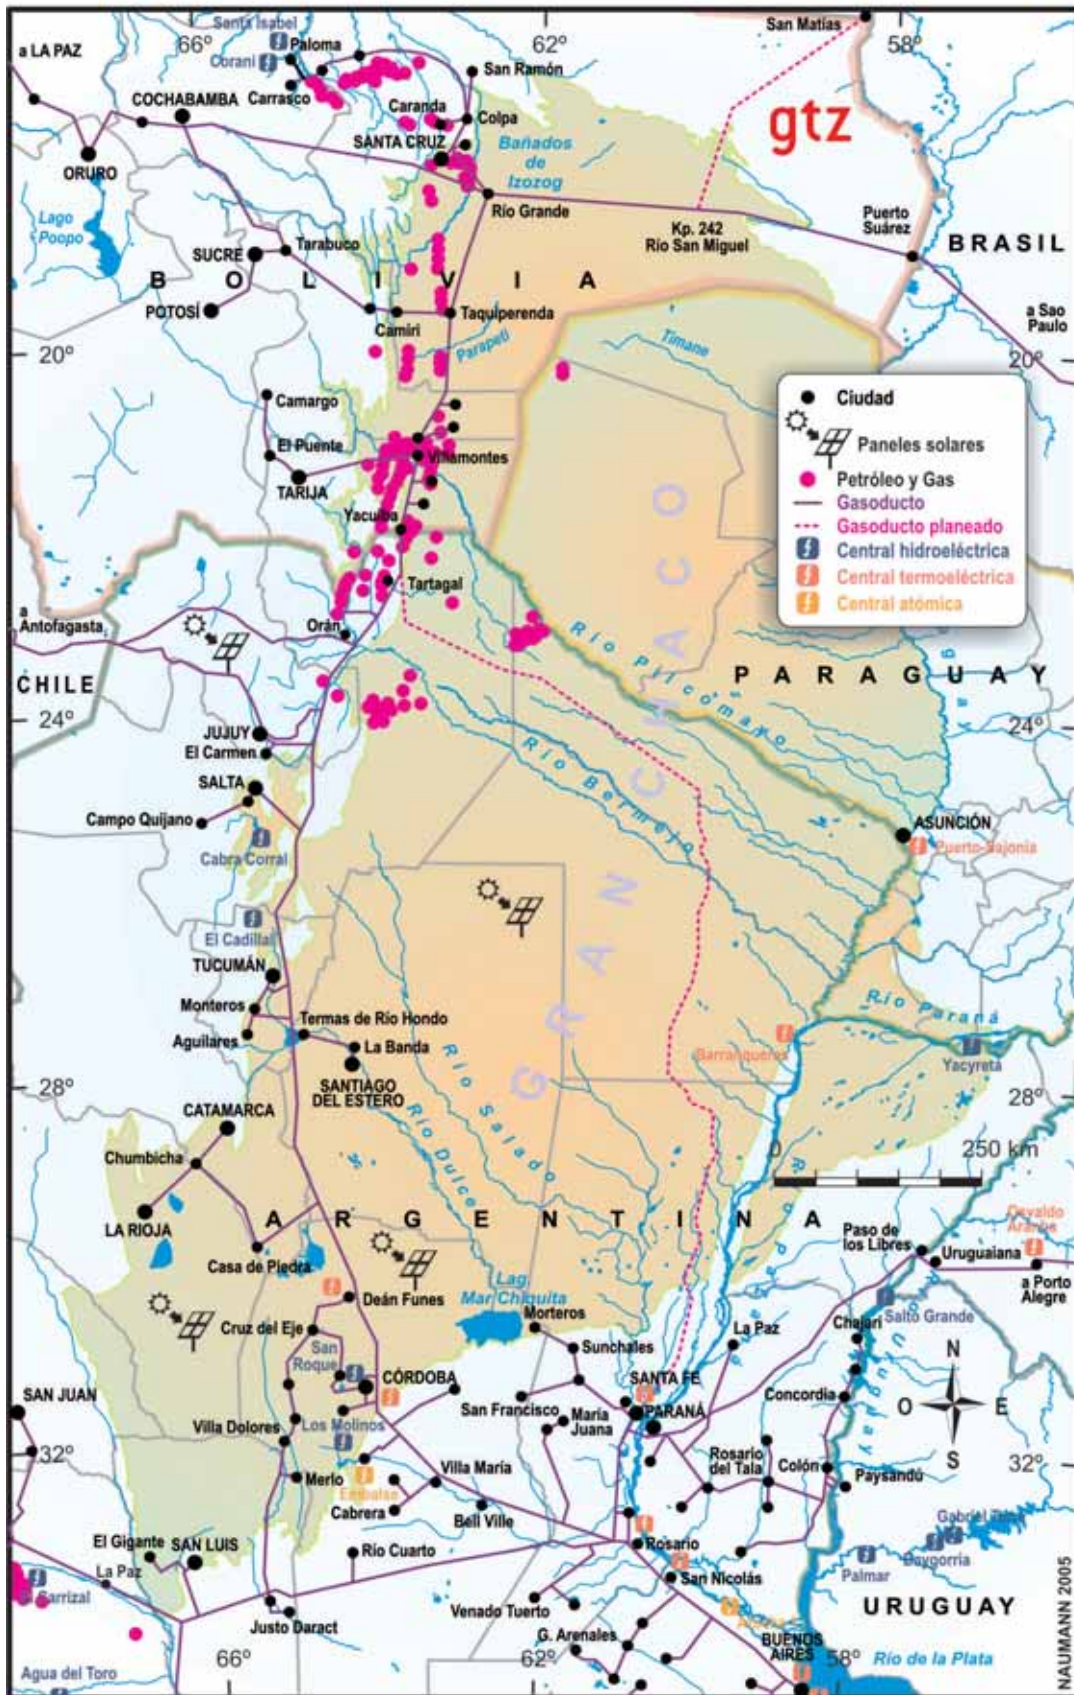 Santa Isabel
66°
Paloma
62°
San Matías
58°
a LA PAZ
Corani
San Ramón
Carrasco
COCHABAMBA
Caranda
Colpa
gtz
SANTA CRUZ
Bañados
de
Izozog
ORURO
Río Grande
Lago
Poopo
Kp. 242
Río San Miguel
Puerto
Suárez
BRASIL
Tarabuco
SUCRE
BOLIVIA
POTOSÍ
Camiri
Taquiperenda
a Sao
Paulo
Parapetí
Timane
20°
20°
Camargo
El Puente
Villamontes
TARIJA
Yacuiba
Ciudad
Paneles solares
Petróleo y Gas
Gasoducto
Gasoducto planeado
Central hidroeléctrica
Central termoeléctrica
Central atómica
Tartagal
a
Antofagasta
Orán
Río Pilcomayo
CHILE
PARAGUAY
24°
24°
JUJUY
El Carmen
SALTA
Río Bermejo
Campo Quijano
Cabra Corral
ASUNCIÓN
Puerto Sajonia
GRAN CHACO
El Cadillal
TUCUMÁN
Monteros
Aguilares
Termas de Río Hondo
La Banda
SANTIAGO
DEL ESTERO
Río Paraná
Barranqueras
Yacyretá
28°
28°
CATAMARCA
Río Salado
Río Dulce
Chumbicha
0
250 km
LA RIOJA
ARGENTINA
Casa de Piedra
Paso de
los Libres
Uruguaiana
Osvaldo
a Porto
Alegre
Deán Funes
Lag.
Mar Chiquita
Morteros
Salto Grande
Cruz del Eje
San
Roque
Sunchales
La Paz
Chajarí
Uruguay
N
O
E
S
SAN JUAN
CÓRDOBA
SANTA FE
Concordia
Villa Dolores
Los Molinos
San Francisco
María
Juana
PARANÁ
32°
32°
Merlo
Embalse
Villa María
Rosario
del Tala
Colón
Paysandú
Cabrera
Bell Ville
El Gigante
SAN LUIS
Río Cuarto
Rosario
Baygorria
Palmar
La Paz
San Nicolás
Justo Daract
Venado Tuerto
URUGUAY
G. Arenales
BUENOS
AIRES
Agua del Toro
66°
62°
58°
Río de la Plata
NAUMANN 2005